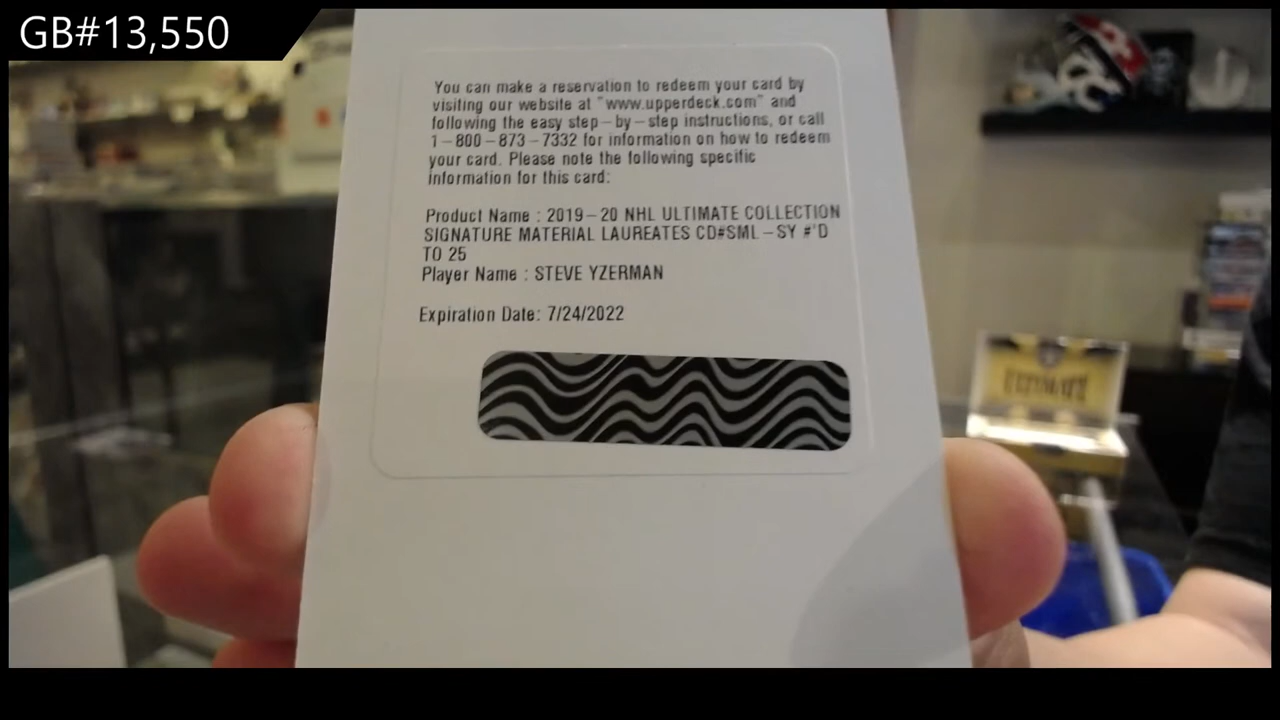 GB#13,550
You can make a reservation to redeem your card by
visiting our website at "www.upperdeck.com" and
following the easy step-by-step instructions, or call
1-800-873-7332 for information on how to redeem
your card. Please note the following specific
information for this card:
Product Name : 2019-20 NHL ULTIMATE COLLECTION
SIGNATURE MATERIAL LAUREATES CD#SML-SY #'D
TO 25
Player Name : STEVE YZERMAN
Expiration Date: 7/24/2022
ULTIMATE